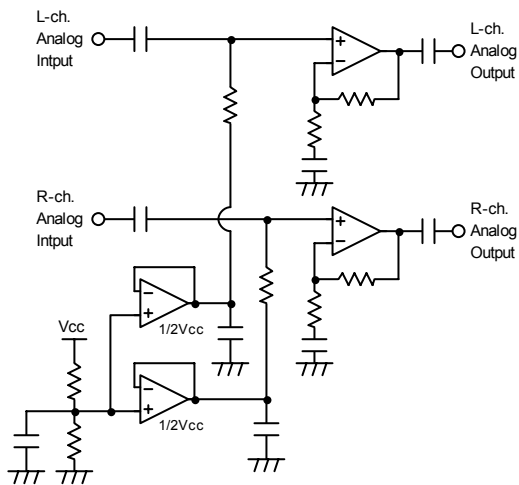 L-ch.
Analog
Intput
L-ch.
Analog
Output
R-ch.
Analog
Intput
R-ch.
Analog
Output
1/2Vcc
Vcc
1/2Vcc